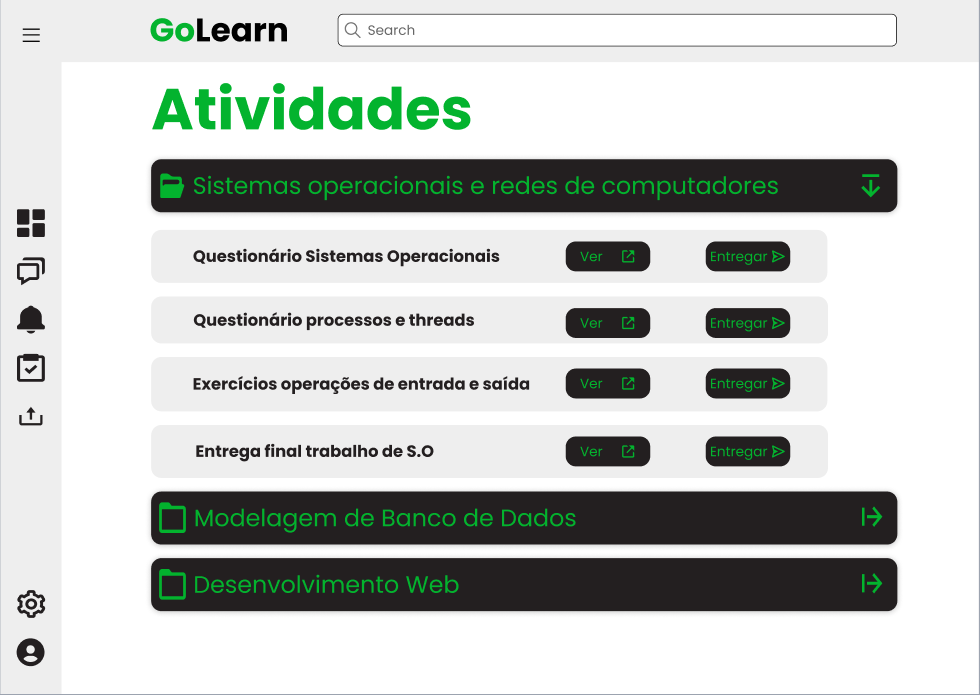 GoLearn
Search
Atividades
Sistemas operacionais e redes de computadores
Questionário Sistemas Operacionais Ver Entregar
Questionário processos e threads Ver Entregar
Exercícios operações de entrada e saída Ver Entregar
Entrega final trabalho de S.O Ver Entregar
Modelagem de Banco de Dados
Desenvolvimento Web